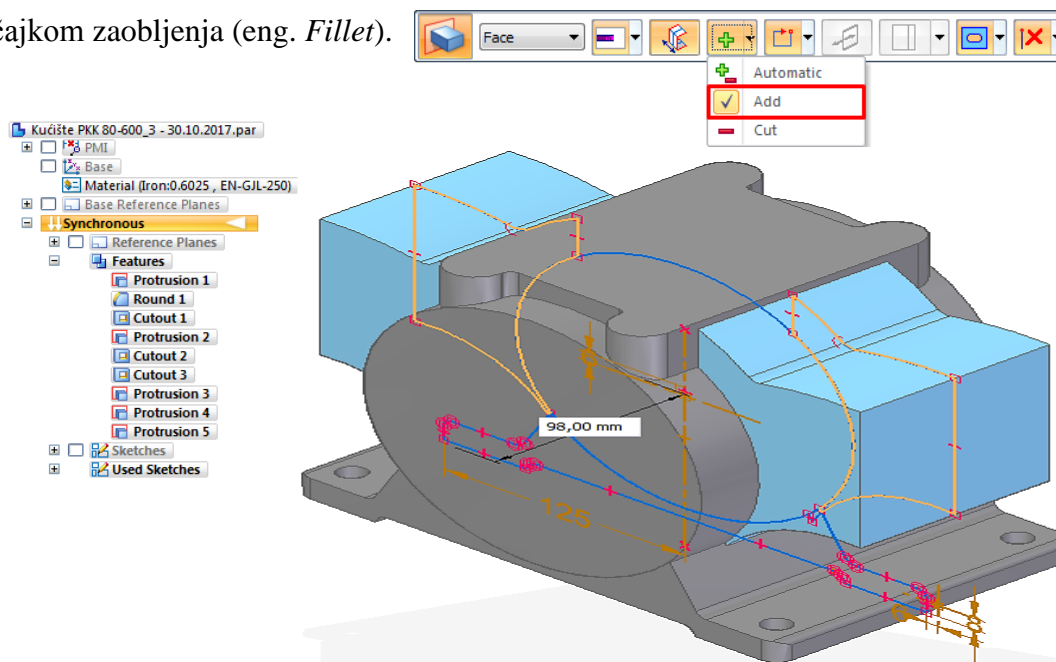 čajkom zaobljenja (eng. Fillet).
Face
Automatic
Add
Cut
Kućište PKK 80-600_3 - 30.10.2017.par
PMI
Base
Material (Iron:0.6025 , EN-GJL-250)
Base Reference Planes
Synchronous
Reference Planes
Features
Protrusion 1
Round 1
Cutout 1
Protrusion 2
Cutout 2
Cutout 3
Protrusion 3
Protrusion 4
Protrusion 5
Sketches
Used Sketches
98,00 mm
125